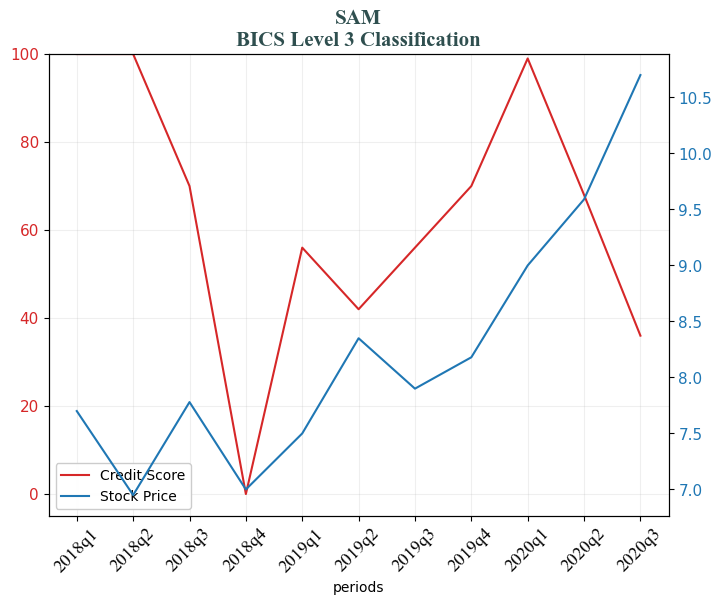 SAM
BICS Level 3 Classification
100
80
60
40
20
0
10.5
10.0
9.5
9.0
8.5
8.0
7.5
7.0
Credit Score
Stock Price
2018q1
2018q2
2018q3
2018q4
2019q1
2019q2
2019q3
2019q4
2020q1
2020q2
2020q3
periods